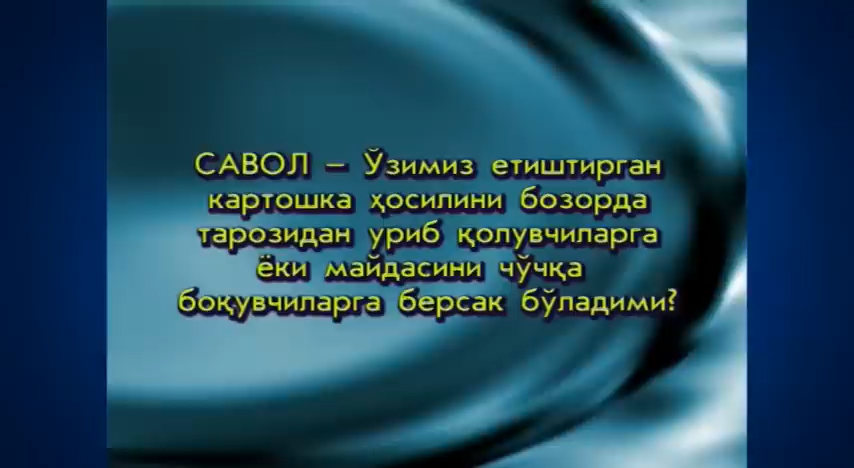 САВОЛ – Ўзимиз етиштирган
картошка ҳосилини бозорда
тарозидан уриб қолувчиларга
ёки майдасини чўчқа
боқувчиларга берсак бўладими?